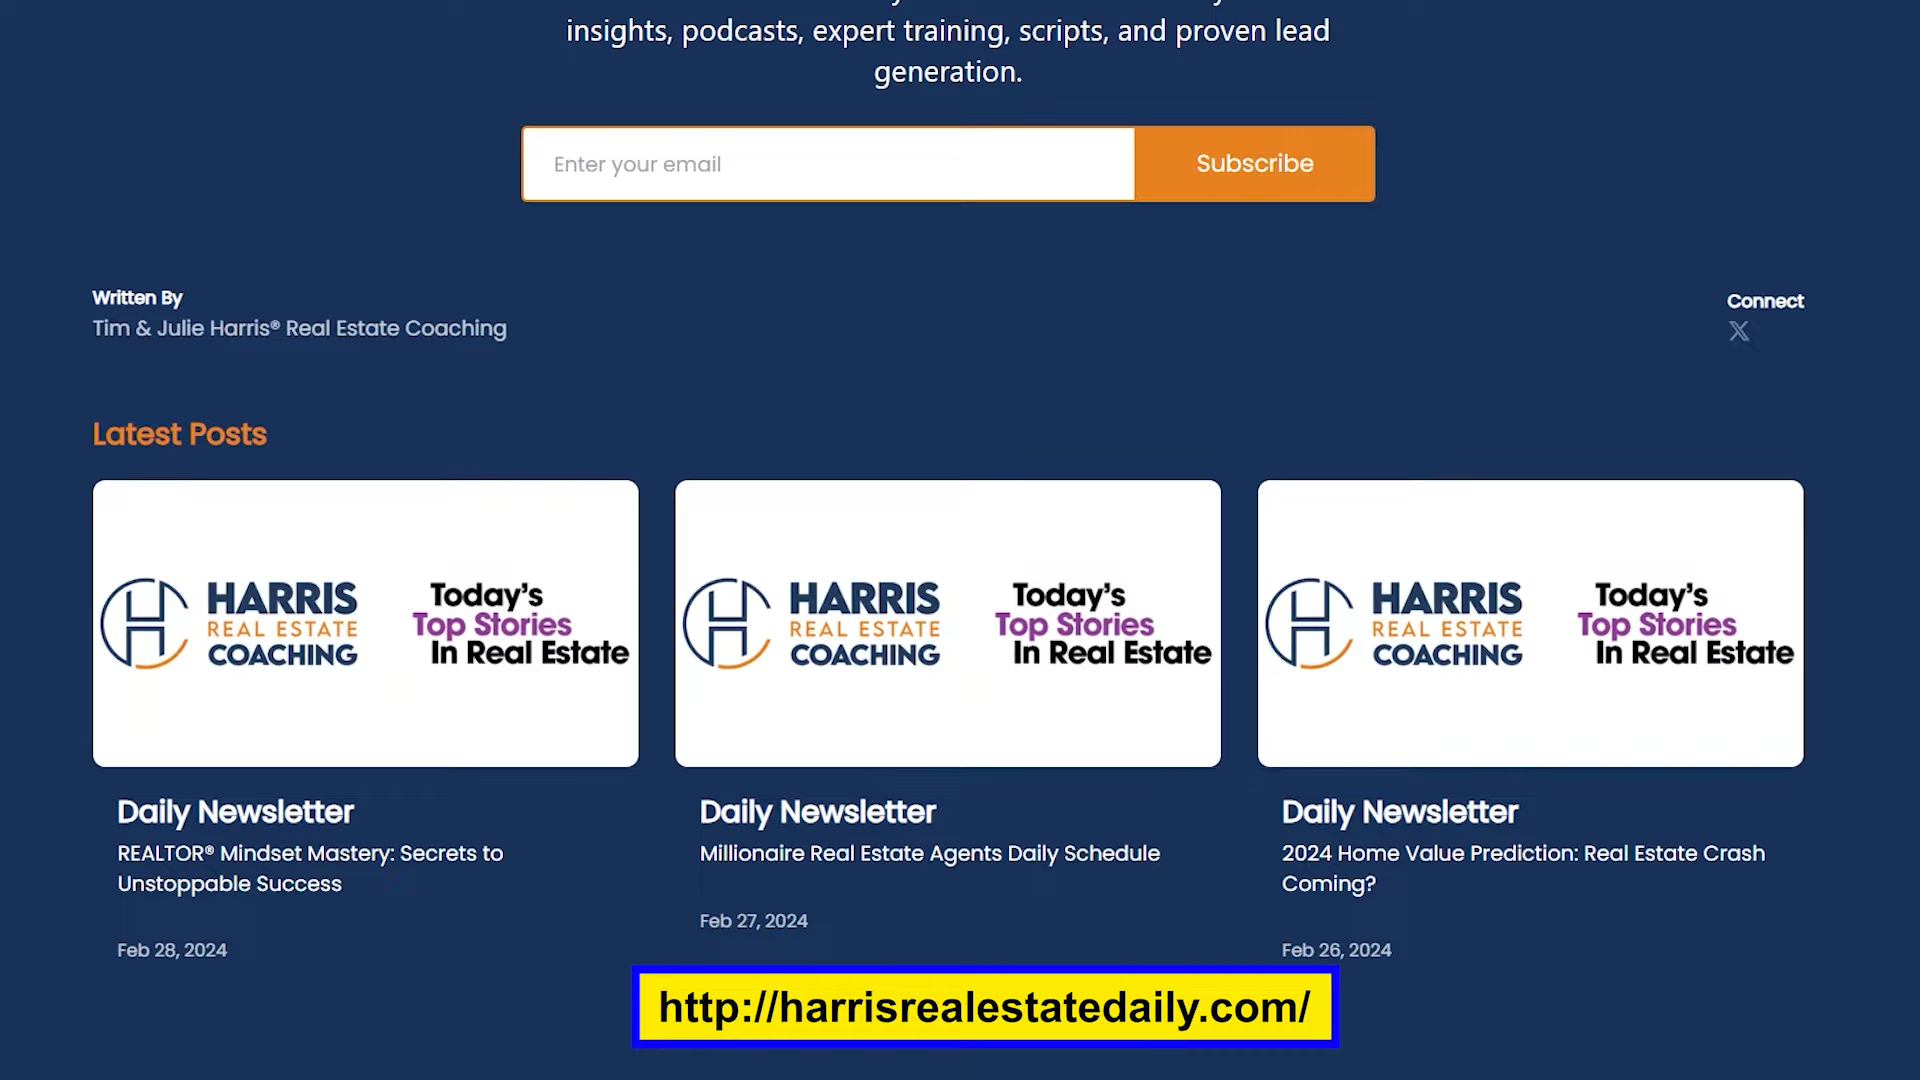 insights, podcasts, expert training, scripts, and proven lead
generation.
Enter your email
Subscribe
Written By
Tim & Julie Harris® Real Estate Coaching
Connect
Latest Posts
HARRIS
REAL ESTATE
COACHING
Today's
Top Stories
In Real Estate
HARRIS
REAL ESTATE
COACHING
Today's
Top Stories
In Real Estate
HARRIS
REAL ESTATE
COACHING
Today's
Top Stories
In Real Estate
Daily Newsletter
REALTOR® Mindset Mastery: Secrets to
Unstoppable Success
Feb 28, 2024
Daily Newsletter
Millionaire Real Estate Agents Daily Schedule
Feb 27, 2024
Daily Newsletter
2024 Home Value Prediction: Real Estate Crash
Coming?
Feb 26, 2024
http://harrisrealestatedaily.com/